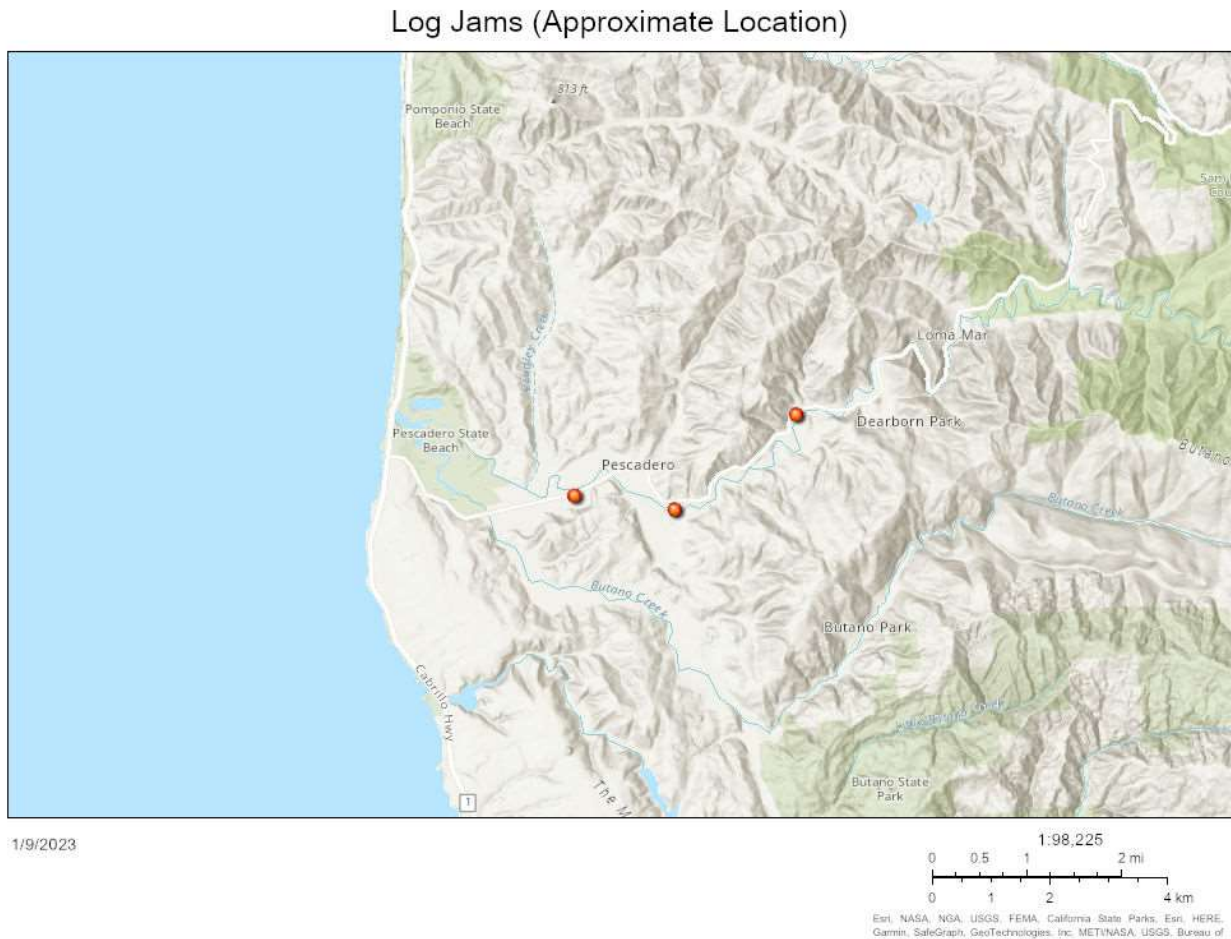 Log Jams (Approximate Location)
813 ft
Pomponio State
Beach
Loma Mar
Pescadero State
Beach
Dearborn Park
Pescadero
Butano Creek
Butano Creek
Butano Park
Cabrillo Hwy
Butano State
Park
The M
1
1/9/2023
1:98,225
0 0.5 1 2 mi
0 1 2 4 km
Esri, NASA, NGA, USGS, FEMA, California State Parks, Esri, HERE,
Garmin, SafeGraph, GeoTechnologies, Inc, METI/NASA, USGS, Bureau of